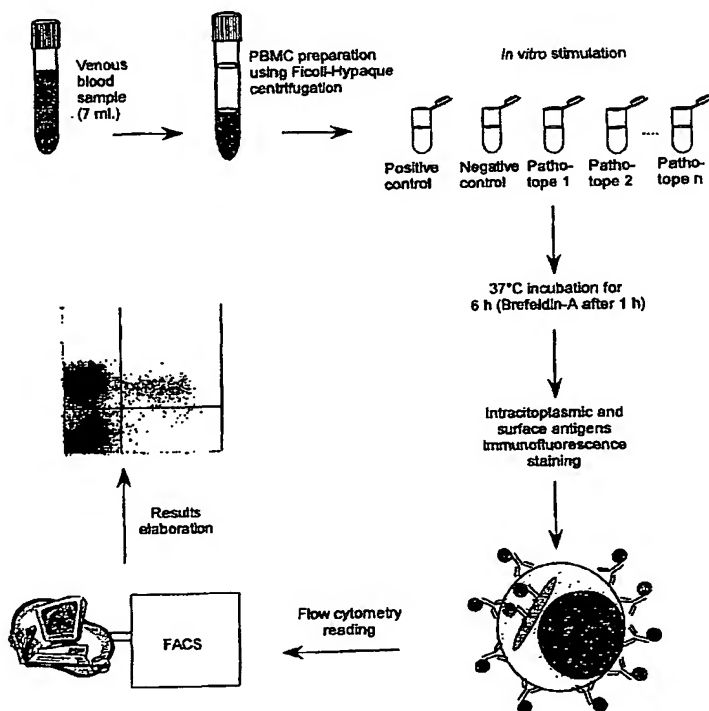 Venous
blood
sample
(7 ml.)
PBMC preparation
using Ficoll-Hypaque
centrifugation
In vitro stimulation
Positive
control
Negative
control
Patho-
tope 1
Patho-
tope 2
....
Patho-
tope n
37°C incubation for
6 h (Brefeldin-A after 1 h)
Intracitoplasmic and
surface antigens
Immunofluorescence
staining
Flow cytometry
reading
FACS
Results
elaboration